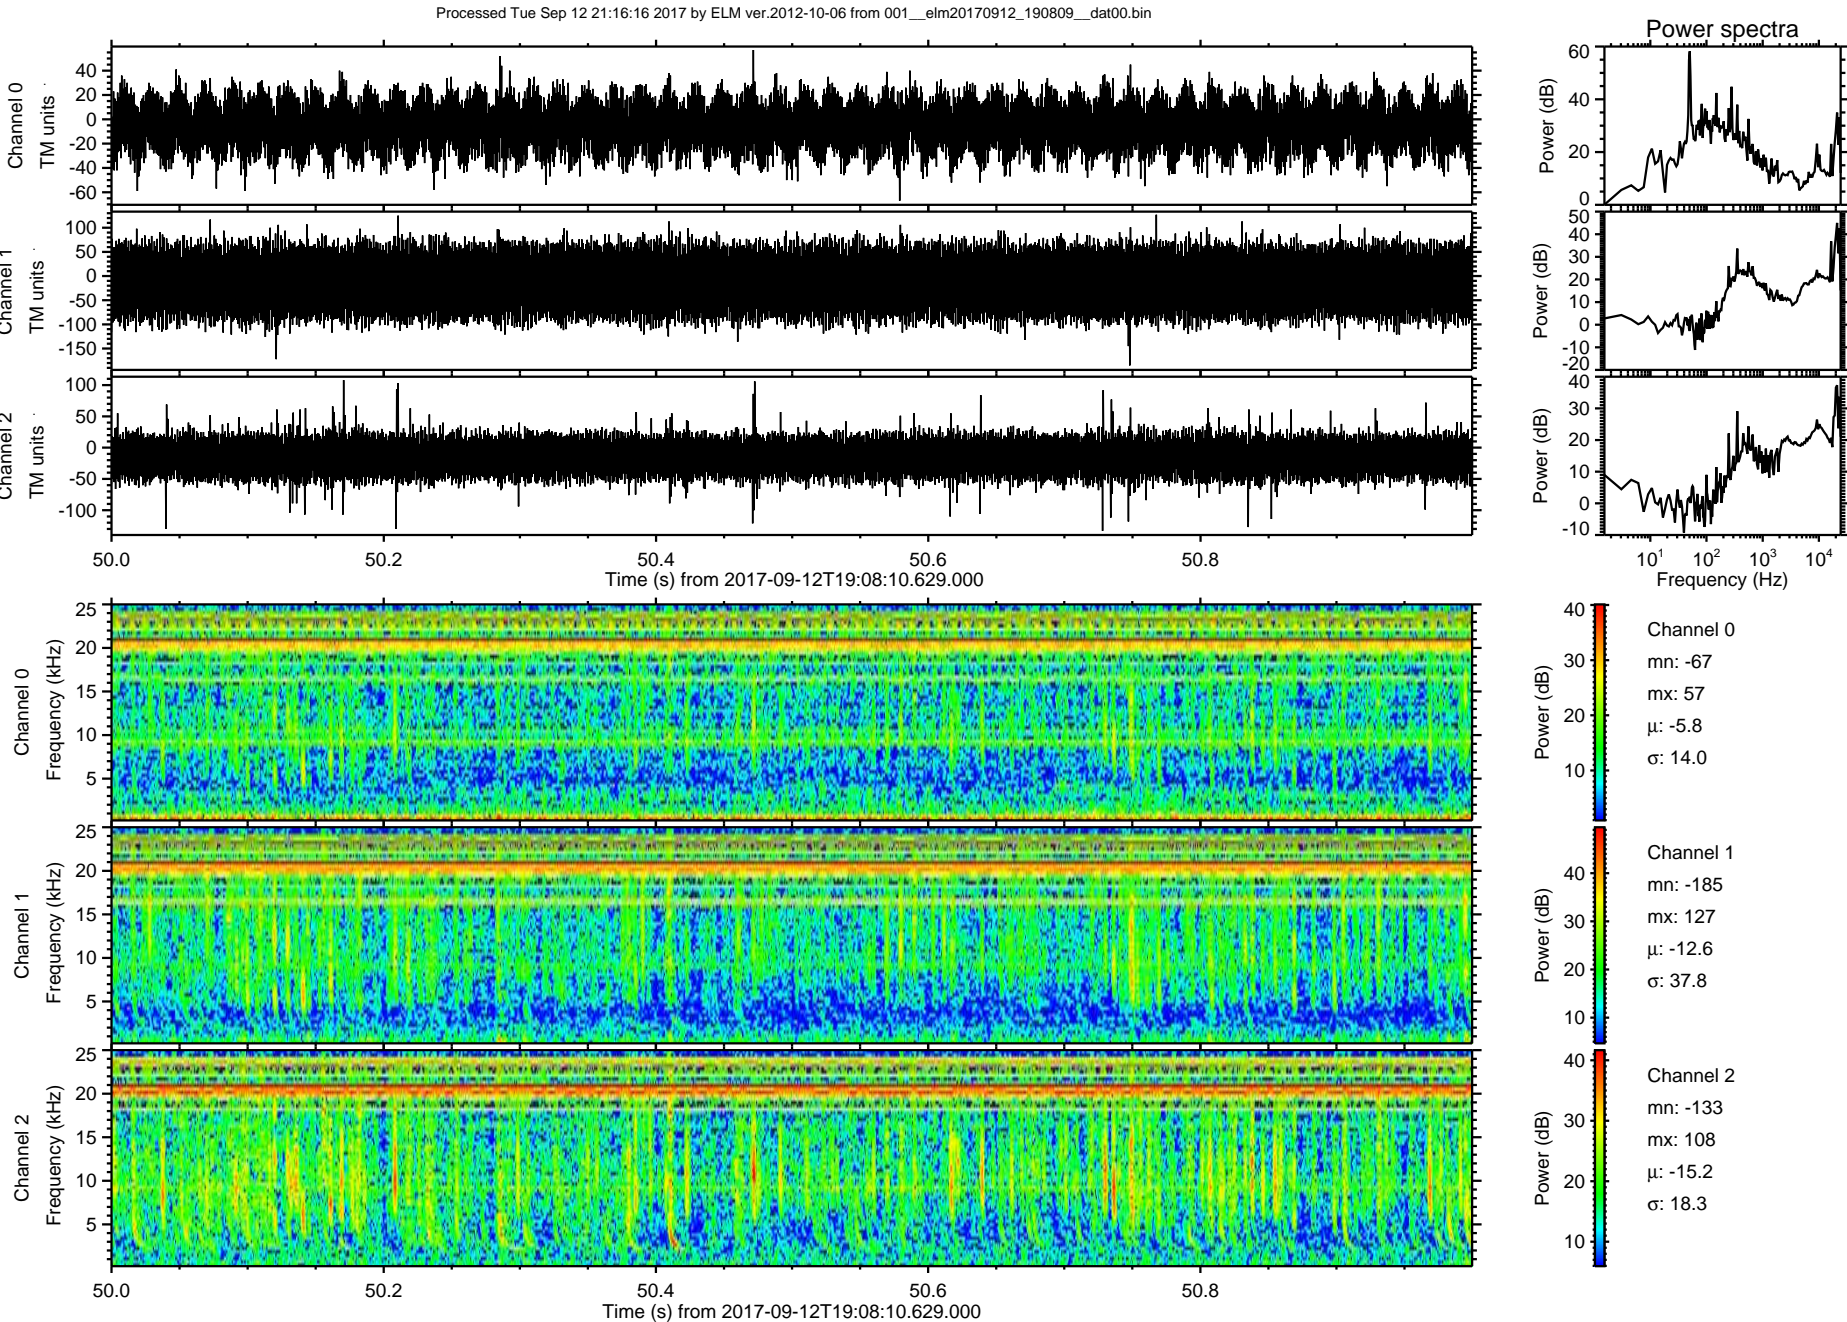 Processed Tue Sep 12 21:16:16 2017 by ELM ver.2012-10-06 from 001__elm20170912_190809__dat00.bin
Power spectra
Channel 0
TM units
40
20
0
-20
-40
-60
Power (dB)
60
40
20
0
Channel 1
TM units
100
50
0
-50
-100
-150
Power (dB)
50
40
30
20
10
0
-10
-20
Channel 2
TM units
100
50
0
-50
-100
Power (dB)
40
30
20
10
0
-10
50.0 50.2 50.4 50.6 50.8
Time (s) from 2017-09-12T19:08:10.629.000
10^1 10^2 10^3 10^4
Frequency (Hz)
Channel 0
Frequency (kHz)
25
20
15
10
5
Power (dB)
40
30
20
10
Channel 0
mn: -67
mx: 57
µ: -5.8
σ: 14.0
Channel 1
Frequency (kHz)
25
20
15
10
5
Power (dB)
40
30
20
10
Channel 1
mn: -185
mx: 127
µ: -12.6
σ: 37.8
Channel 2
Frequency (kHz)
25
20
15
10
5
Power (dB)
40
30
20
10
Channel 2
mn: -133
mx: 108
µ: -15.2
σ: 18.3
50.0 50.2 50.4 50.6 50.8
Time (s) from 2017-09-12T19:08:10.629.000